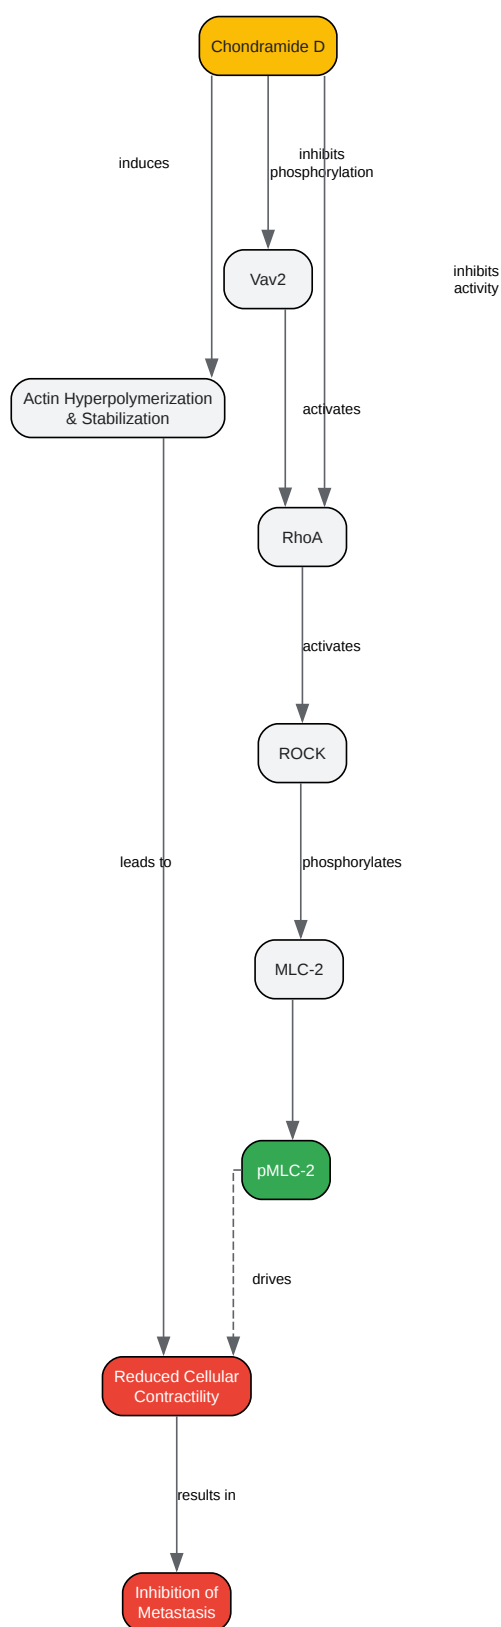 Chondramide D
induces
inhibits
phosphorylation
inhibits
activity
Vav2
Actin Hyperpolymerization
& Stabilization
activates
RhoA
activates
ROCK
leads to
phosphorylates
MLC-2
pMLC-2
drives
Reduced Cellular
Contractility
results in
Inhibition of
Metastasis